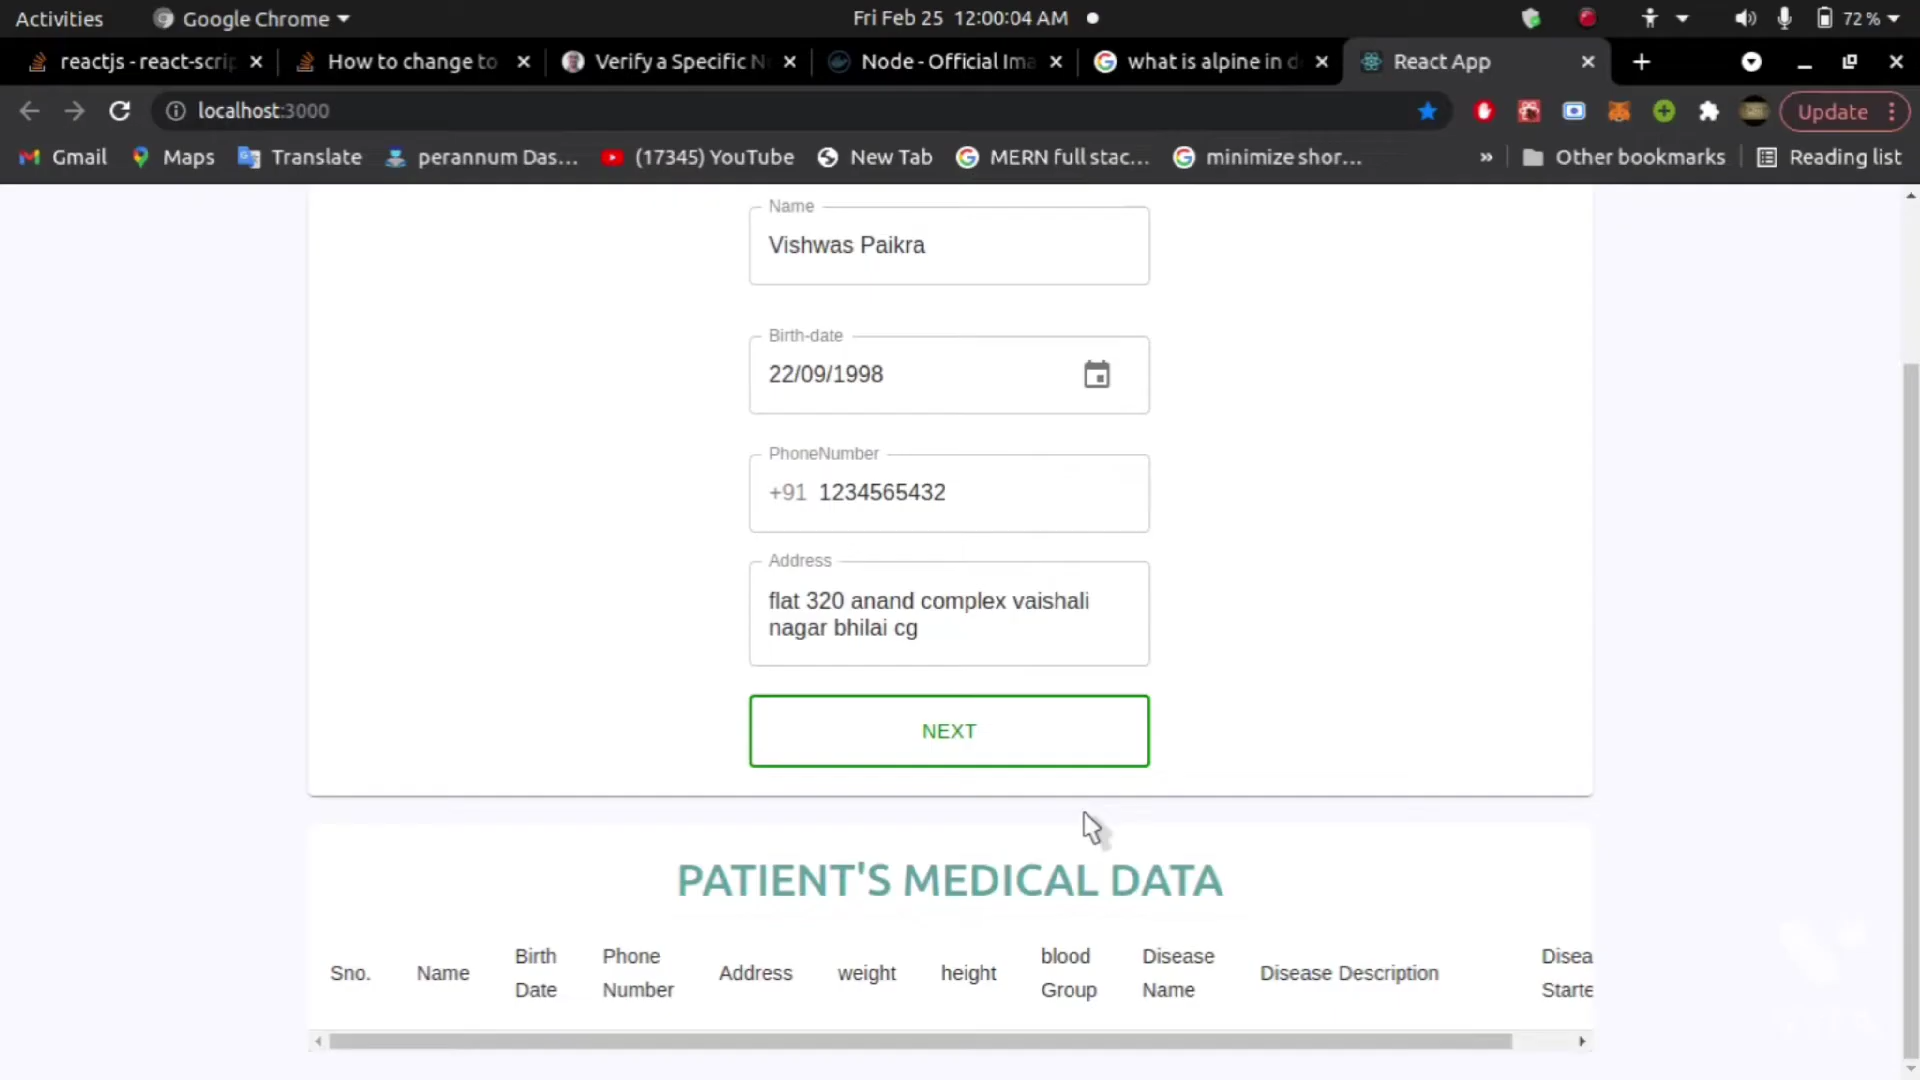 Activities Google Chrome Fri Feb 25 12:00:04 AM 72 %
reactjs - react-scrip How to change to Verify a Specific N Node - Official Ima what is alpine in d React App
localhost:3000 Update
Gmail Maps Translate perannum Das... (17345) YouTube New Tab MERN full stac... minimize shor... » Other bookmarks Reading list
Name
Vishwas Paikra
Birth-date
22/09/1998
PhoneNumber
+91 1234565432
Address
flat 320 anand complex vaishali
nagar bhilai cg
NEXT
PATIENT'S MEDICAL DATA
Sno. Name Birth Date Phone Number Address weight height blood Group Disease Name Disease Description Disea Starte